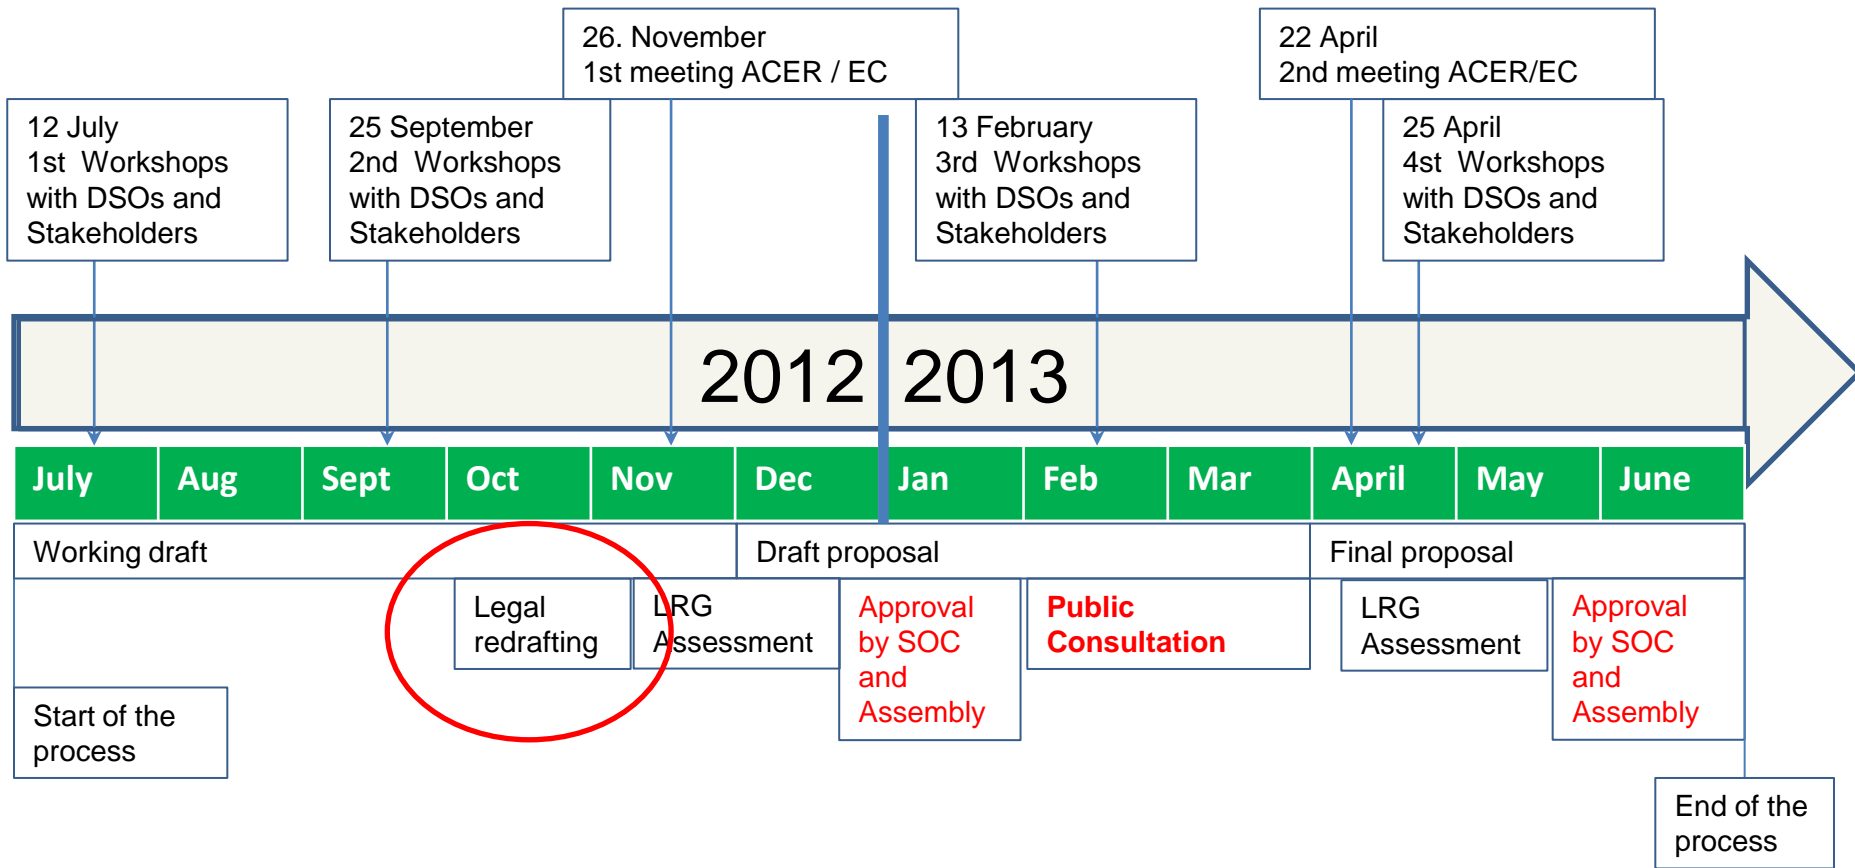 26. November
1st meeting ACER / EC
22 April
2nd meeting ACER/EC
12 July
1st Workshops
with DSOs and
Stakeholders
25 September
2nd Workshops
with DSOs and
Stakeholders
13 February
3rd Workshops
with DSOs and
Stakeholders
25 April
4st Workshops
with DSOs and
Stakeholders
2012 2013
July Aug Sept Oct Nov Dec Jan Feb Mar April May June
Working draft
Draft proposal
Final proposal
Legal
redrafting
LRG
Assessment
Approval
by SOC
and
Assembly
Public
Consultation
LRG
Assessment
Approval
by SOC
and
Assembly
Start of the
process
End of the
process